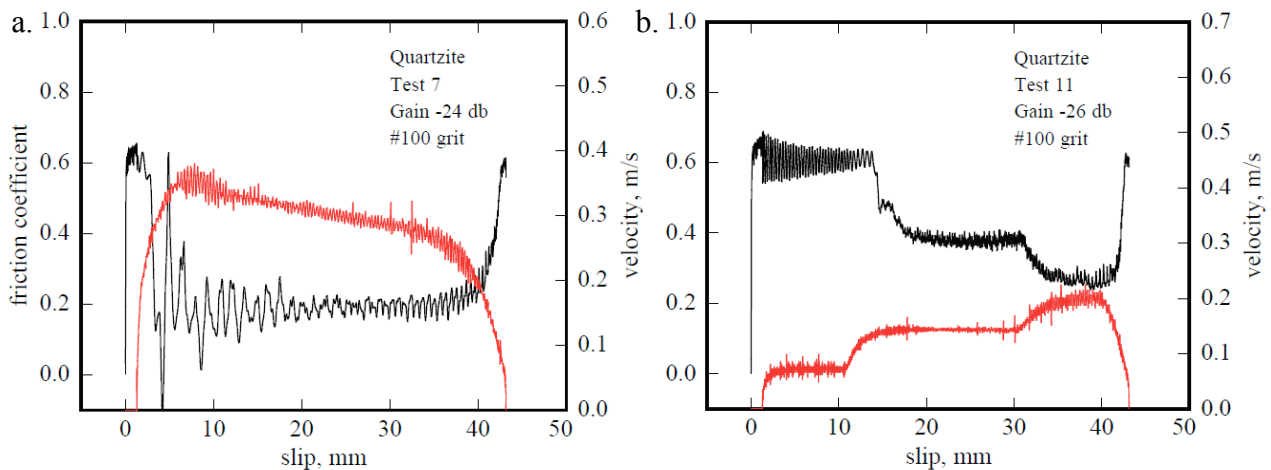 a.
1.0
0.8
0.6
0.4
0.2
0.0
friction coefficient
Quartzite
Test 7
Gain -24 db
#100 grit
0.6
0.5
0.4
0.3
0.2
0.1
0.0
velocity, m/s
0 10 20 30 40 50
slip, mm
b.
1.0
0.8
0.6
0.4
0.2
0.0
Quartzite
Test 11
Gain -26 db
#100 grit
0.7
0.6
0.5
0.4
0.3
0.2
0.1
0.0
velocity, m/s
0 10 20 30 40 50
slip, mm